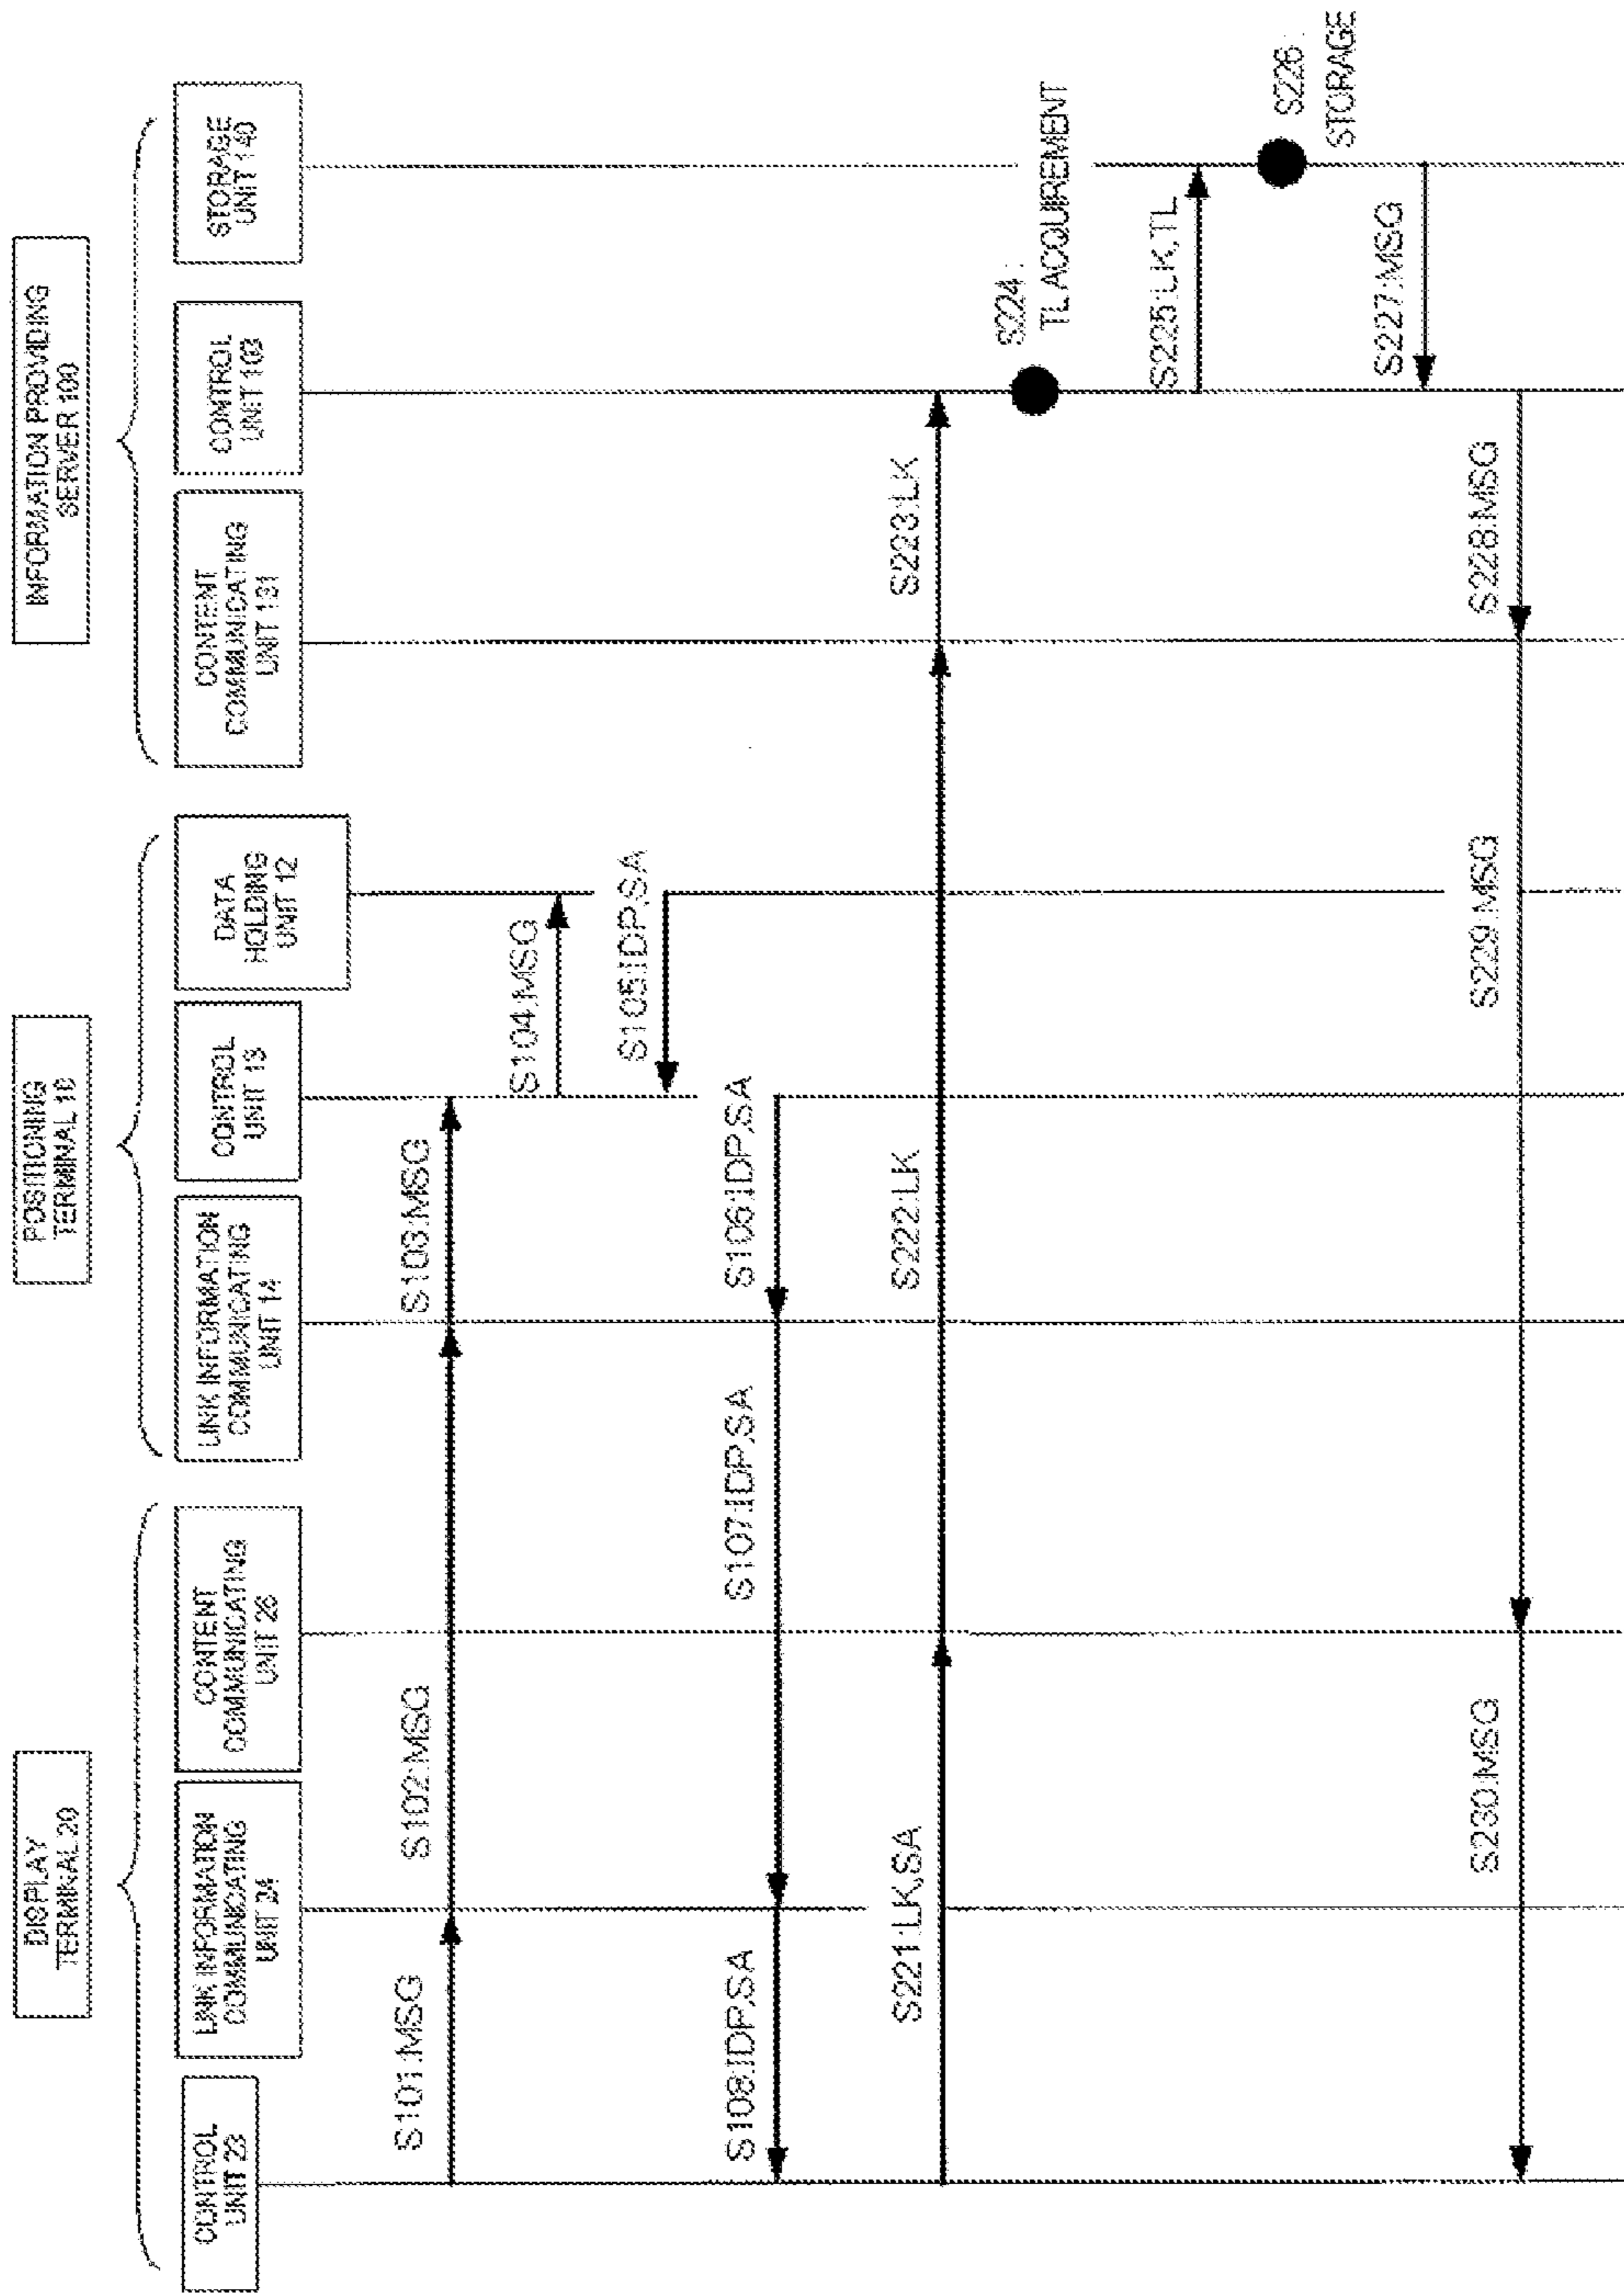 DISPLAY
TERMINAL 20
POSITIONING
TERMINAL 10
INFORMATION PROVIDING
SERVER 100
CONTROL
UNIT 23
LINK INFORMATION
COMMUNICATING
UNIT 24
CONTENT
COMMUNICATING
UNIT 26
LINK INFORMATION
COMMUNICATING
UNIT 14
CONTROL
UNIT 13
DATA
HOLDING
UNIT 12
CONTENT
COMMUNICATING
UNIT 131
CONTROL
UNIT 103
STORAGE
UNIT 140
S101:MSG
S102:MSG
S103:MSG
S104:MSG
S105:IDP,SA
S106:IDP,SA
S107:IDP,SA
S108:IDP,SA
S221:LK,SA
S222:LK
S223:LK
S224:
TL ACQUIREMENT
S225:LK,TL
S226:
STORAGE
S227:MSG
S228:MSG
S229:MSG
S230:MSG